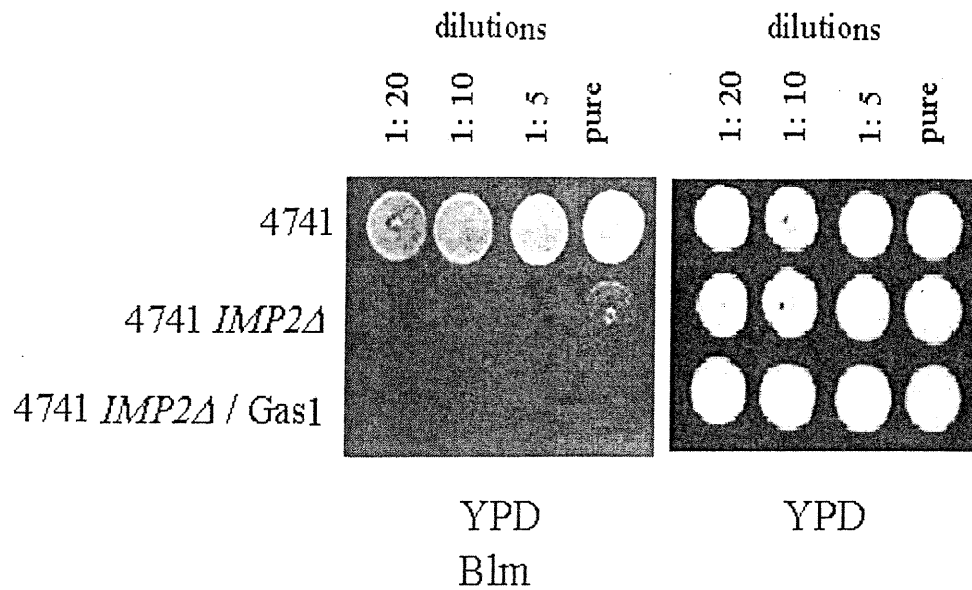 dilutions dilutions
1: 20 1: 10 1: 5 pure 1: 20 1: 10 1: 5 pure
4741
4741 IMP2Δ
4741 IMP2Δ / Gas1
YPD YPD
Blm